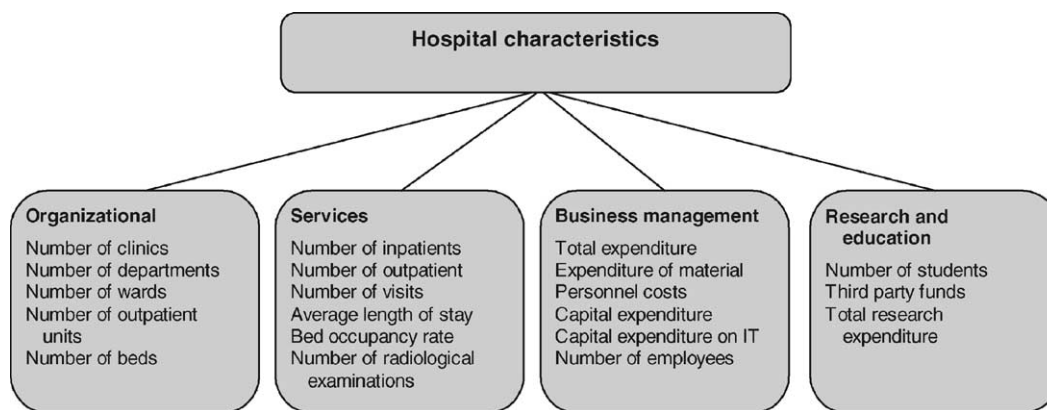 Hospital characteristics
Organizational
Number of clinics
Number of departments
Number of wards
Number of outpatient
units
Number of beds
Services
Number of inpatients
Number of outpatient
Number of visits
Average length of stay
Bed occupancy rate
Number of radiological
examinations
Business management
Total expenditure
Expenditure of material
Personnel costs
Capital expenditure
Capital expenditure on IT
Number of employees
Research and
education
Number of students
Third party funds
Total research
expenditure